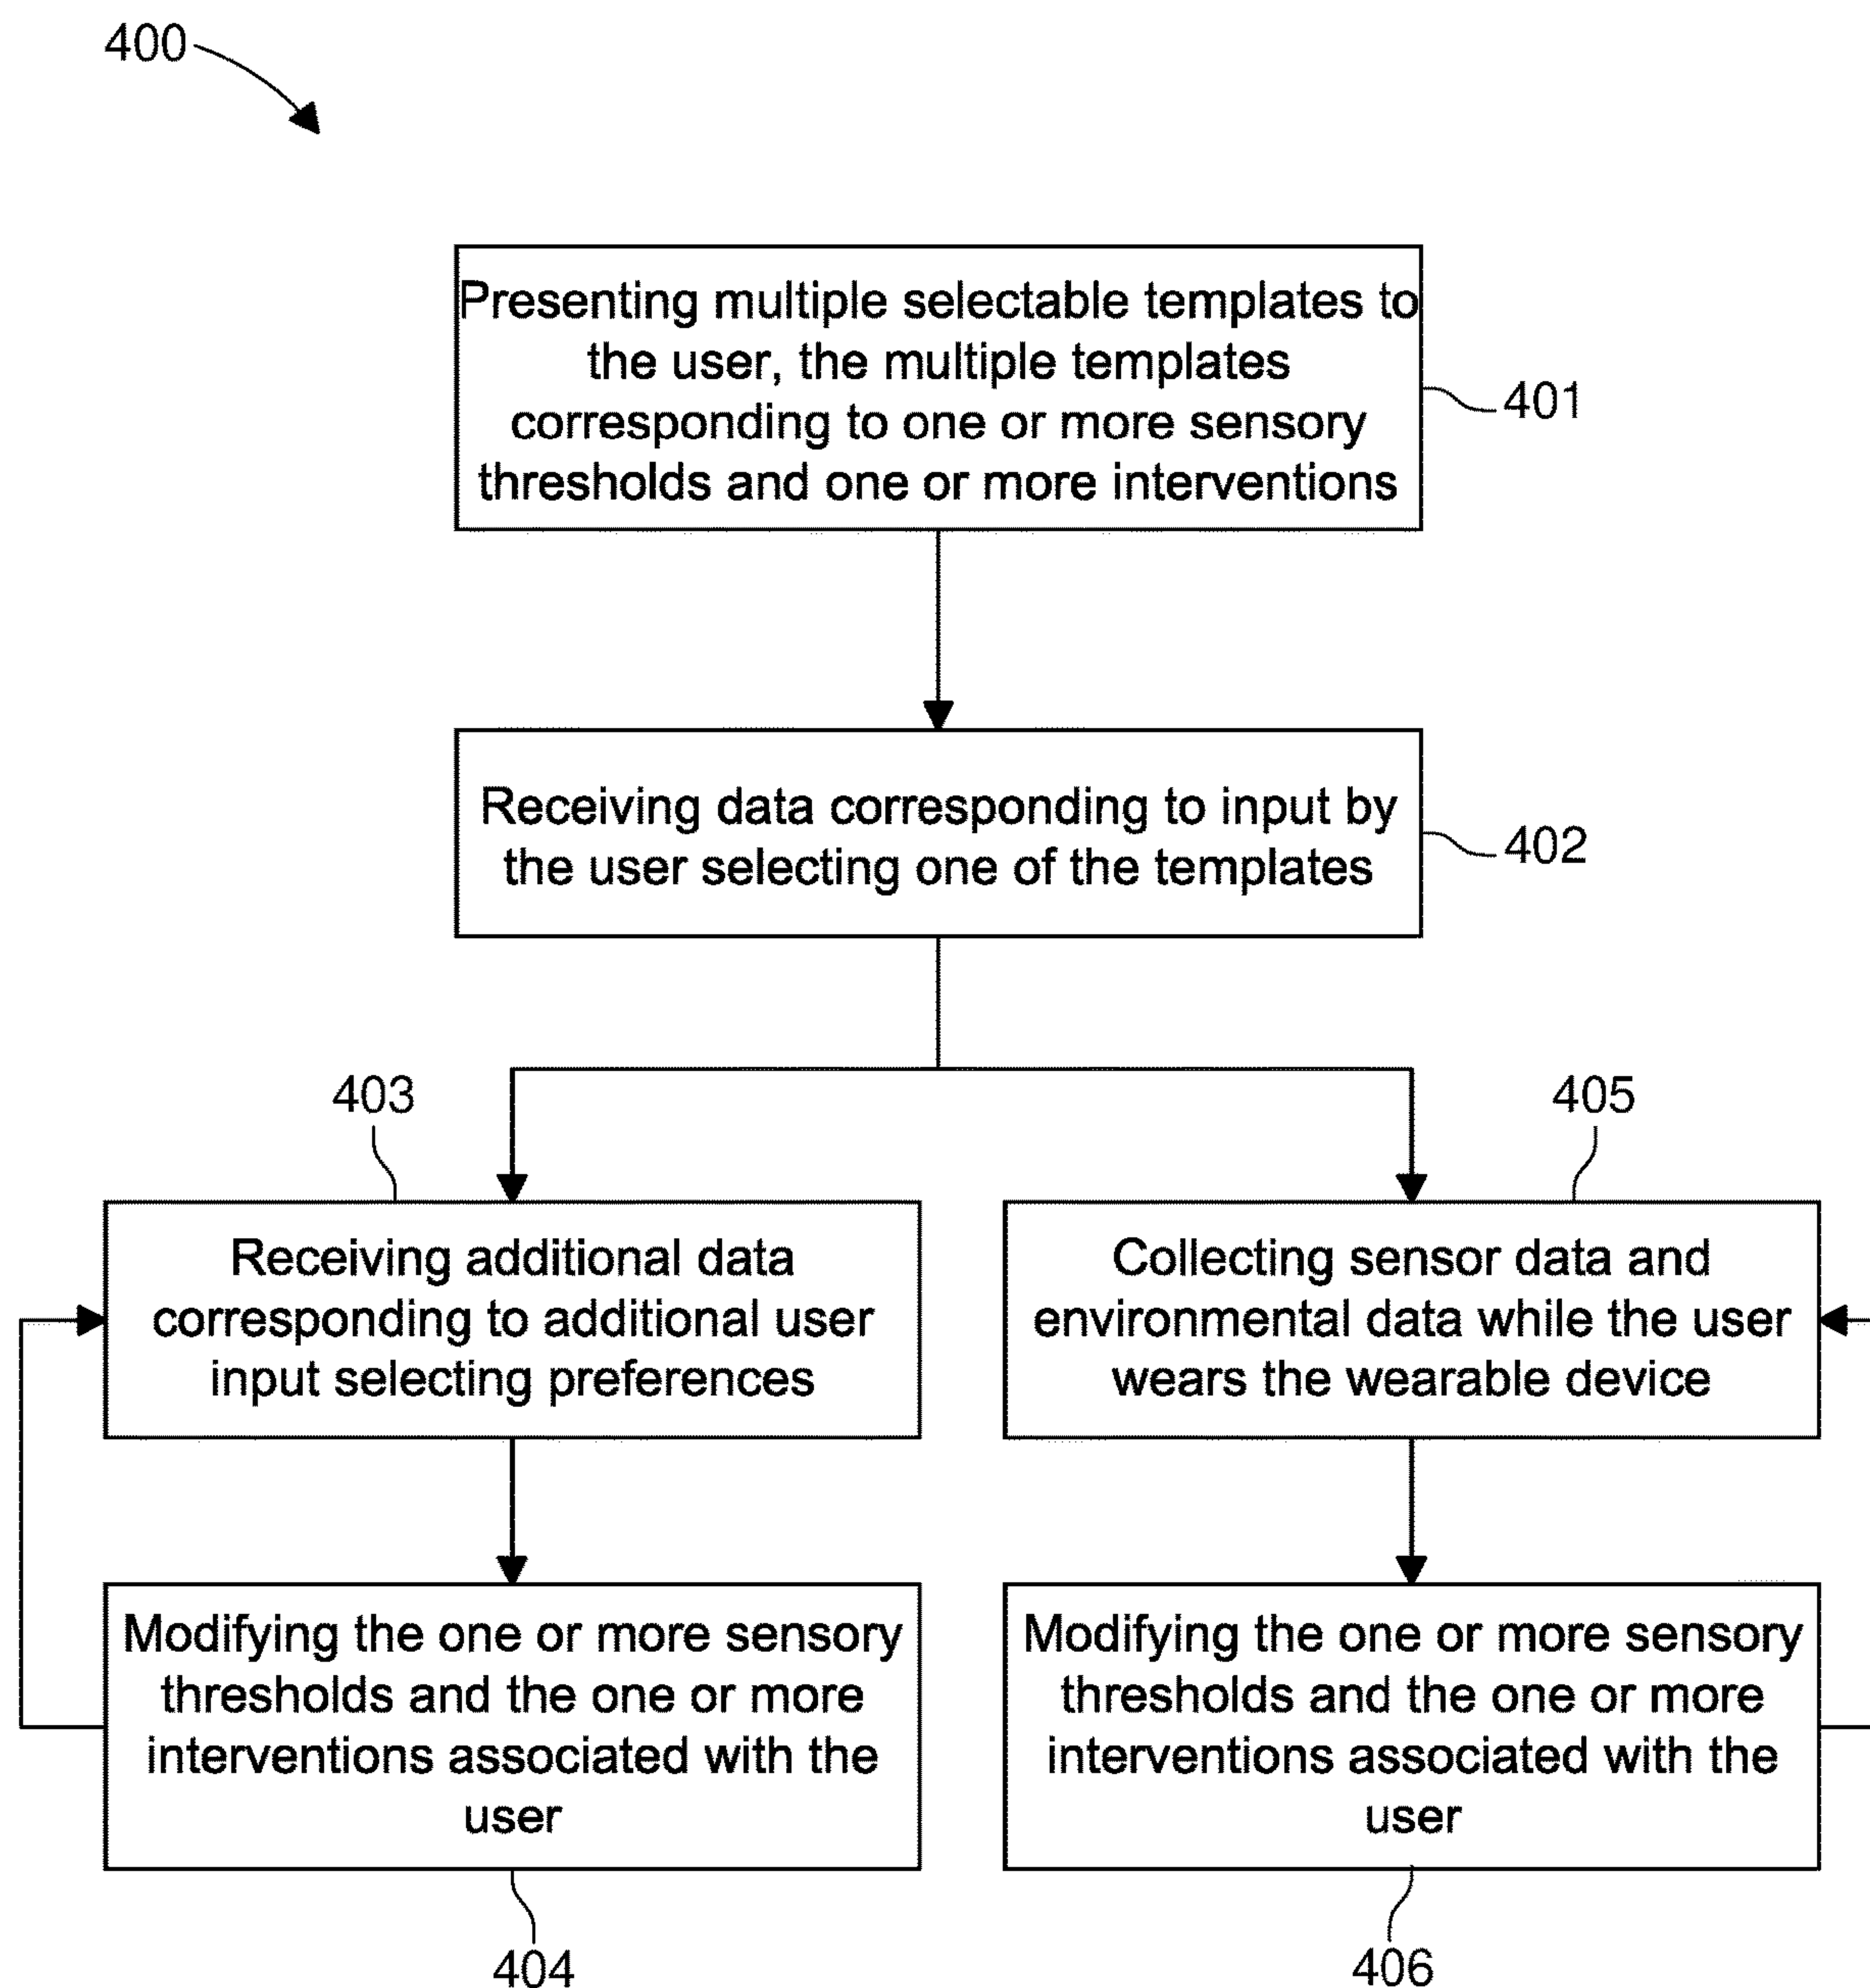 400
Presenting multiple selectable templates to
the user, the multiple templates
corresponding to one or more sensory
thresholds and one or more interventions
401
Receiving data corresponding to input by
the user selecting one of the templates
402
403
Receiving additional data
corresponding to additional user
input selecting preferences
405
Collecting sensor data and
environmental data while the user
wears the wearable device
Modifying the one or more sensory
thresholds and the one or more
interventions associated with the
user
404
Modifying the one or more sensory
thresholds and the one or more
interventions associated with the
user
406